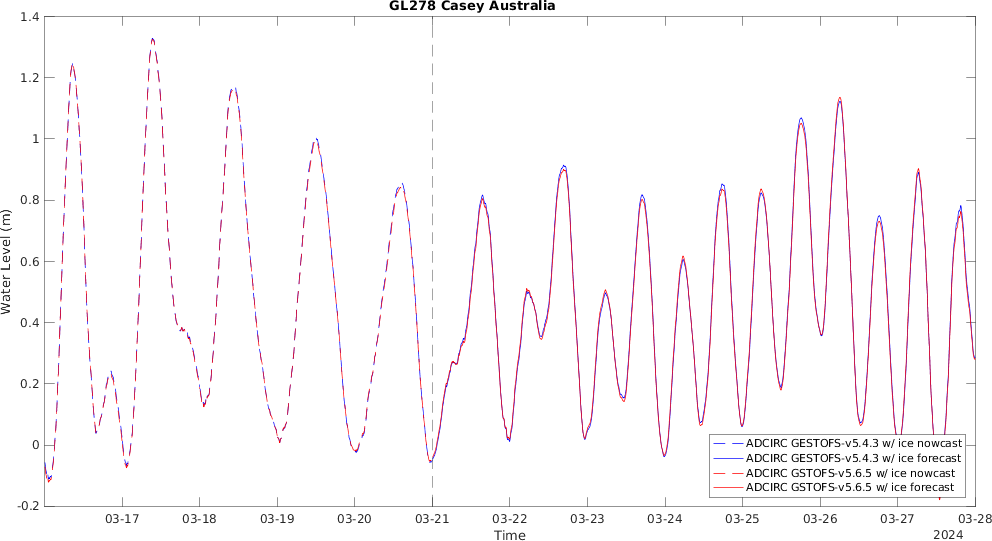 GL278 Casey Australia
1.4
1.2
1
0.8
0.6
0.4
0.2
0
-0.2
Water Level (m)
ADCIRC GESTOFS-v5.4.3 w/ ice nowcast
ADCIRC GESTOFS-v5.4.3 w/ ice forecast
ADCIRC GSTOFS-v5.6.5 w/ ice nowcast
ADCIRC GSTOFS-v5.6.5 w/ ice forecast
03-17 03-18 03-19 03-20 03-21 03-22 03-23 03-24 03-25 03-26 03-27 03-28
Time
2024